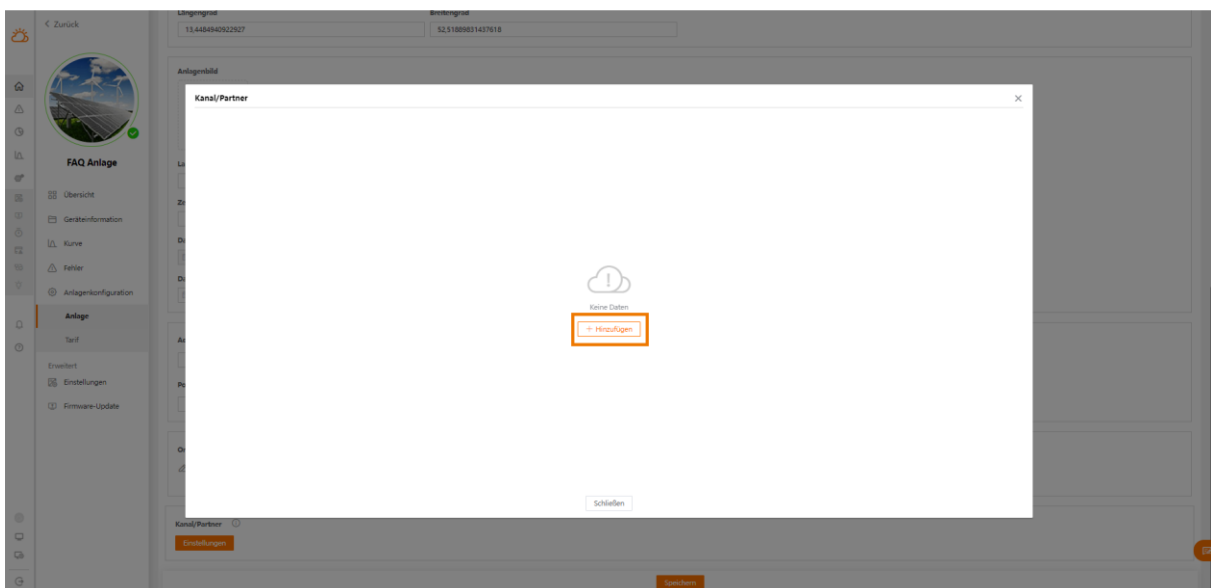 Zurück
FAQ Anlage
Übersicht
Geräteinformation
Kurve
Fehler
Anlagenkonfiguration
Anlage
Tarif
Erweitert
Einstellungen
Firmware-Update
Längengrad
Breitengrad
13,4484940922927
52,51889831437618
Anlagenbild
Kanal/Partner
Keine Daten
+ Hinzufügen
Schließen
Kanal/Partner
Einstellungen
Speichern